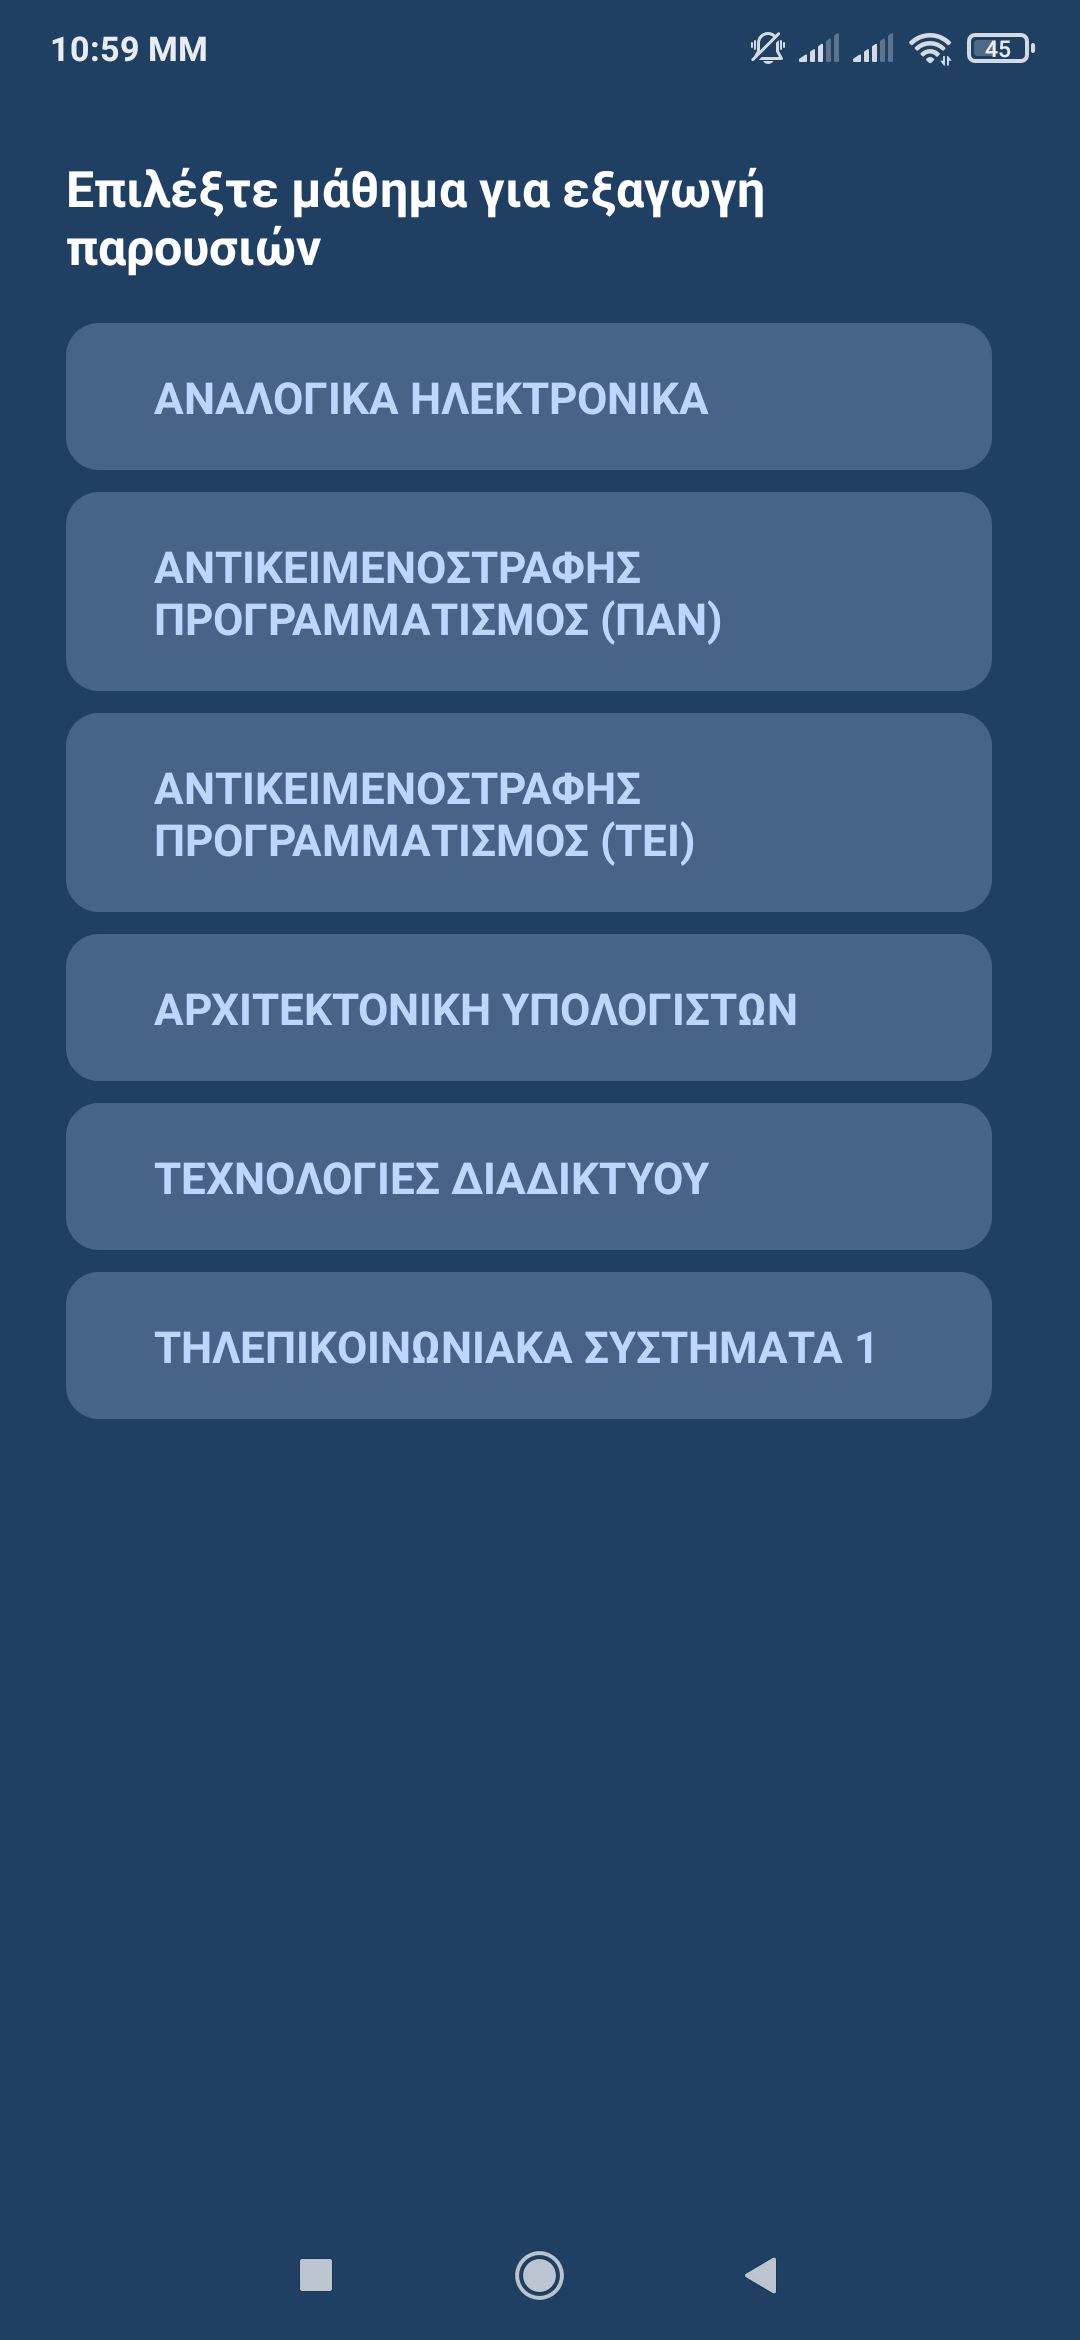 10:59 ΜΜ
45
Επιλέξτε μάθημα για εξαγωγή
παρουσιών
ΑΝΑΛΟΓΙΚΑ ΗΛΕΚΤΡΟΝΙΚΑ
ΑΝΤΙΚΕΙΜΕΝΟΣΤΡΑΦΗΣ
ΠΡΟΓΡΑΜΜΑΤΙΣΜΟΣ (ΠΑΝ)
ΑΝΤΙΚΕΙΜΕΝΟΣΤΡΑΦΗΣ
ΠΡΟΓΡΑΜΜΑΤΙΣΜΟΣ (ΤΕΙ)
ΑΡΧΙΤΕΚΤΟΝΙΚΗ ΥΠΟΛΟΓΙΣΤΩΝ
ΤΕΧΝΟΛΟΓΙΕΣ ΔΙΑΔΙΚΤΥΟΥ
ΤΗΛΕΠΙΚΟΙΝΩΝΙΑΚΑ ΣΥΣΤΗΜΑΤΑ 1